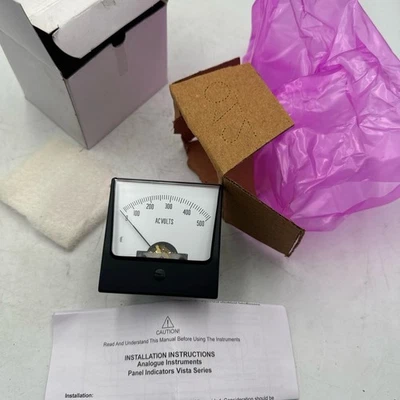 0 100 200 300 400 500
AC VOLTS
CAUTION!
Read And Understand This Manual Before Using The Instruments
INSTALLATION INSTRUCTIONS
Analogue Instruments
Panel Indicators Vista Series
Installation: